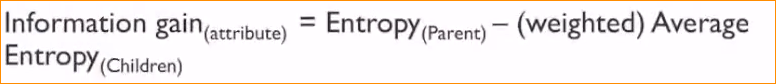 Information gain(attribute) = Entropy(Parent) – (weighted) Average
Entropy(Children)